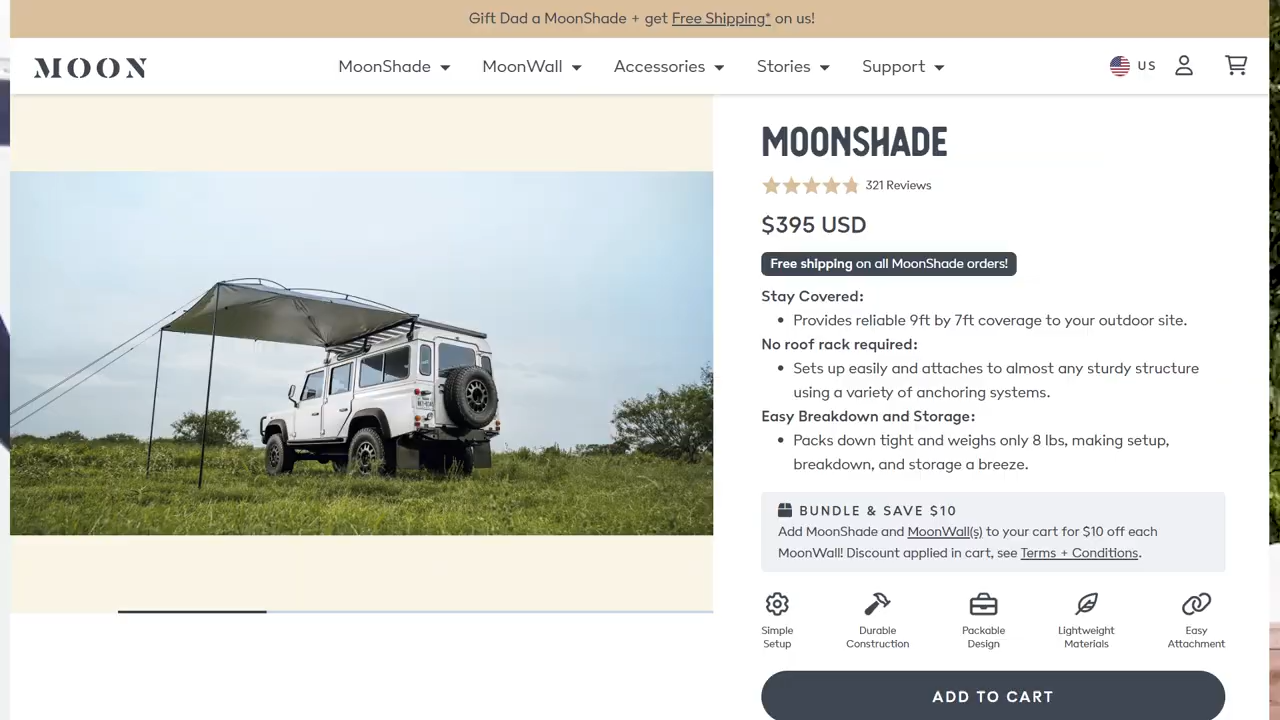 Gift Dad a MoonShade + get Free Shipping* on us!
MOON
MoonShade
MoonWall
Accessories
Stories
Support
US
MOONSHADE
321 Reviews
$395 USD
Free shipping on all MoonShade orders!
Stay Covered:
• Provides reliable 9ft by 7ft coverage to your outdoor site.
No roof rack required:
• Sets up easily and attaches to almost any sturdy structure
using a variety of anchoring systems.
Easy Breakdown and Storage:
• Packs down tight and weighs only 8 lbs, making setup,
breakdown, and storage a breeze.
BUNDLE & SAVE $10
Add MoonShade and MoonWall(s) to your cart for $10 off each
MoonWall! Discount applied in cart, see Terms + Conditions.
Simple
Setup
Durable
Construction
Packable
Design
Lightweight
Materials
Easy
Attachment
ADD TO CART